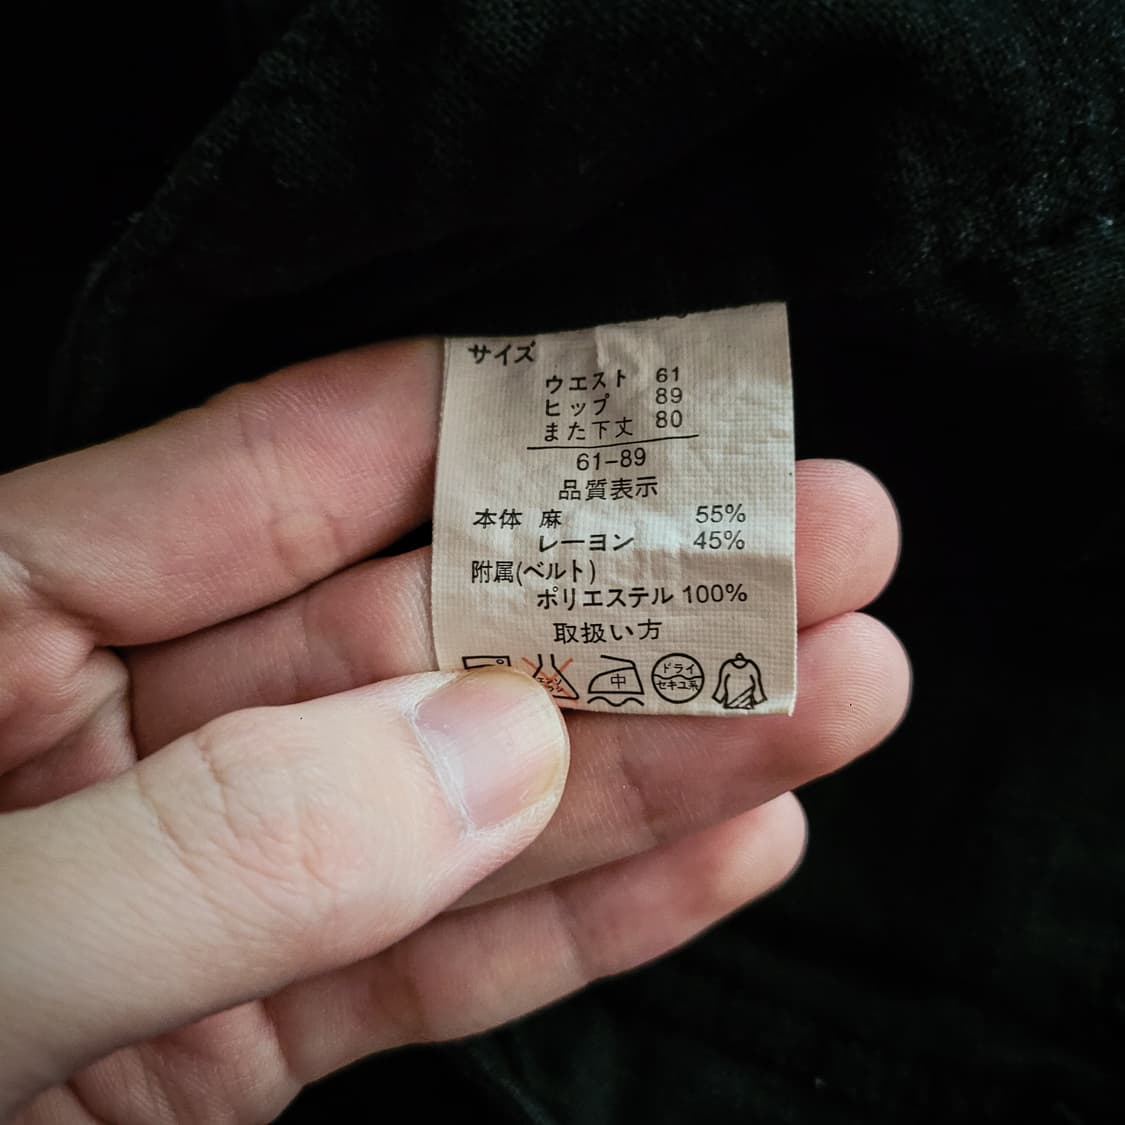 サイズ
ウエスト 61
ヒップ 89
また下丈 80
61-89
品質表示
本体 麻 55%
レーヨン 45%
附属(ベルト)
ポリエステル 100%
取扱い方
中 ドライ
セキユ系